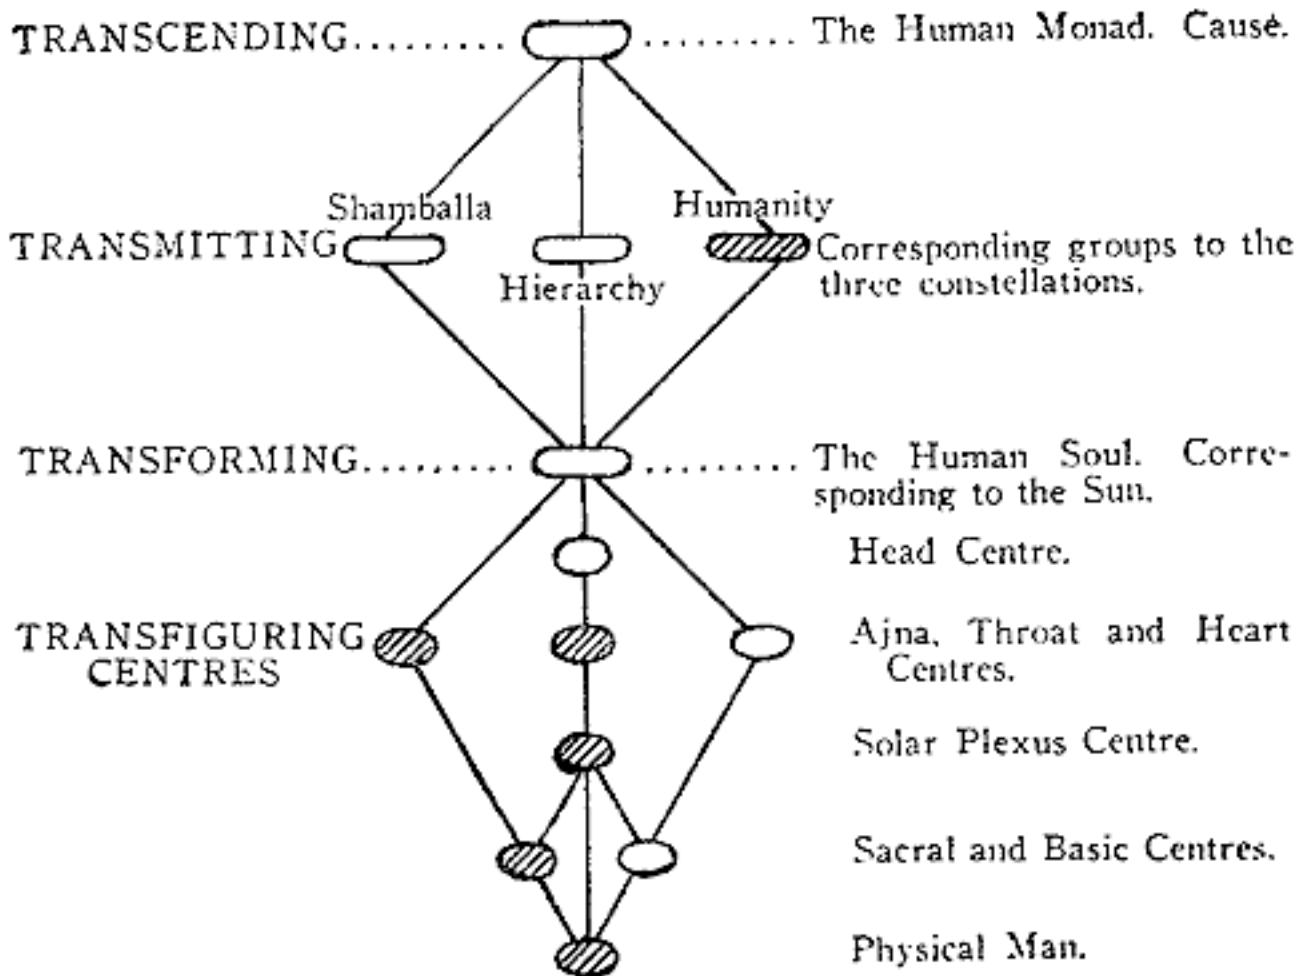 TRANSCENDING......... ......... The Human Monad. Cause.
Shamballa Humanity
TRANSMITTING Corresponding groups to the
Hierarchy three constellations.
TRANSFORMING......... ......... The Human Soul. Corre-
sponding to the Sun.
Head Centre.
TRANSFIGURING Ajna, Throat and Heart
CENTRES Centres.
Solar Plexus Centre.
Sacral and Basic Centres.
Physical Man.